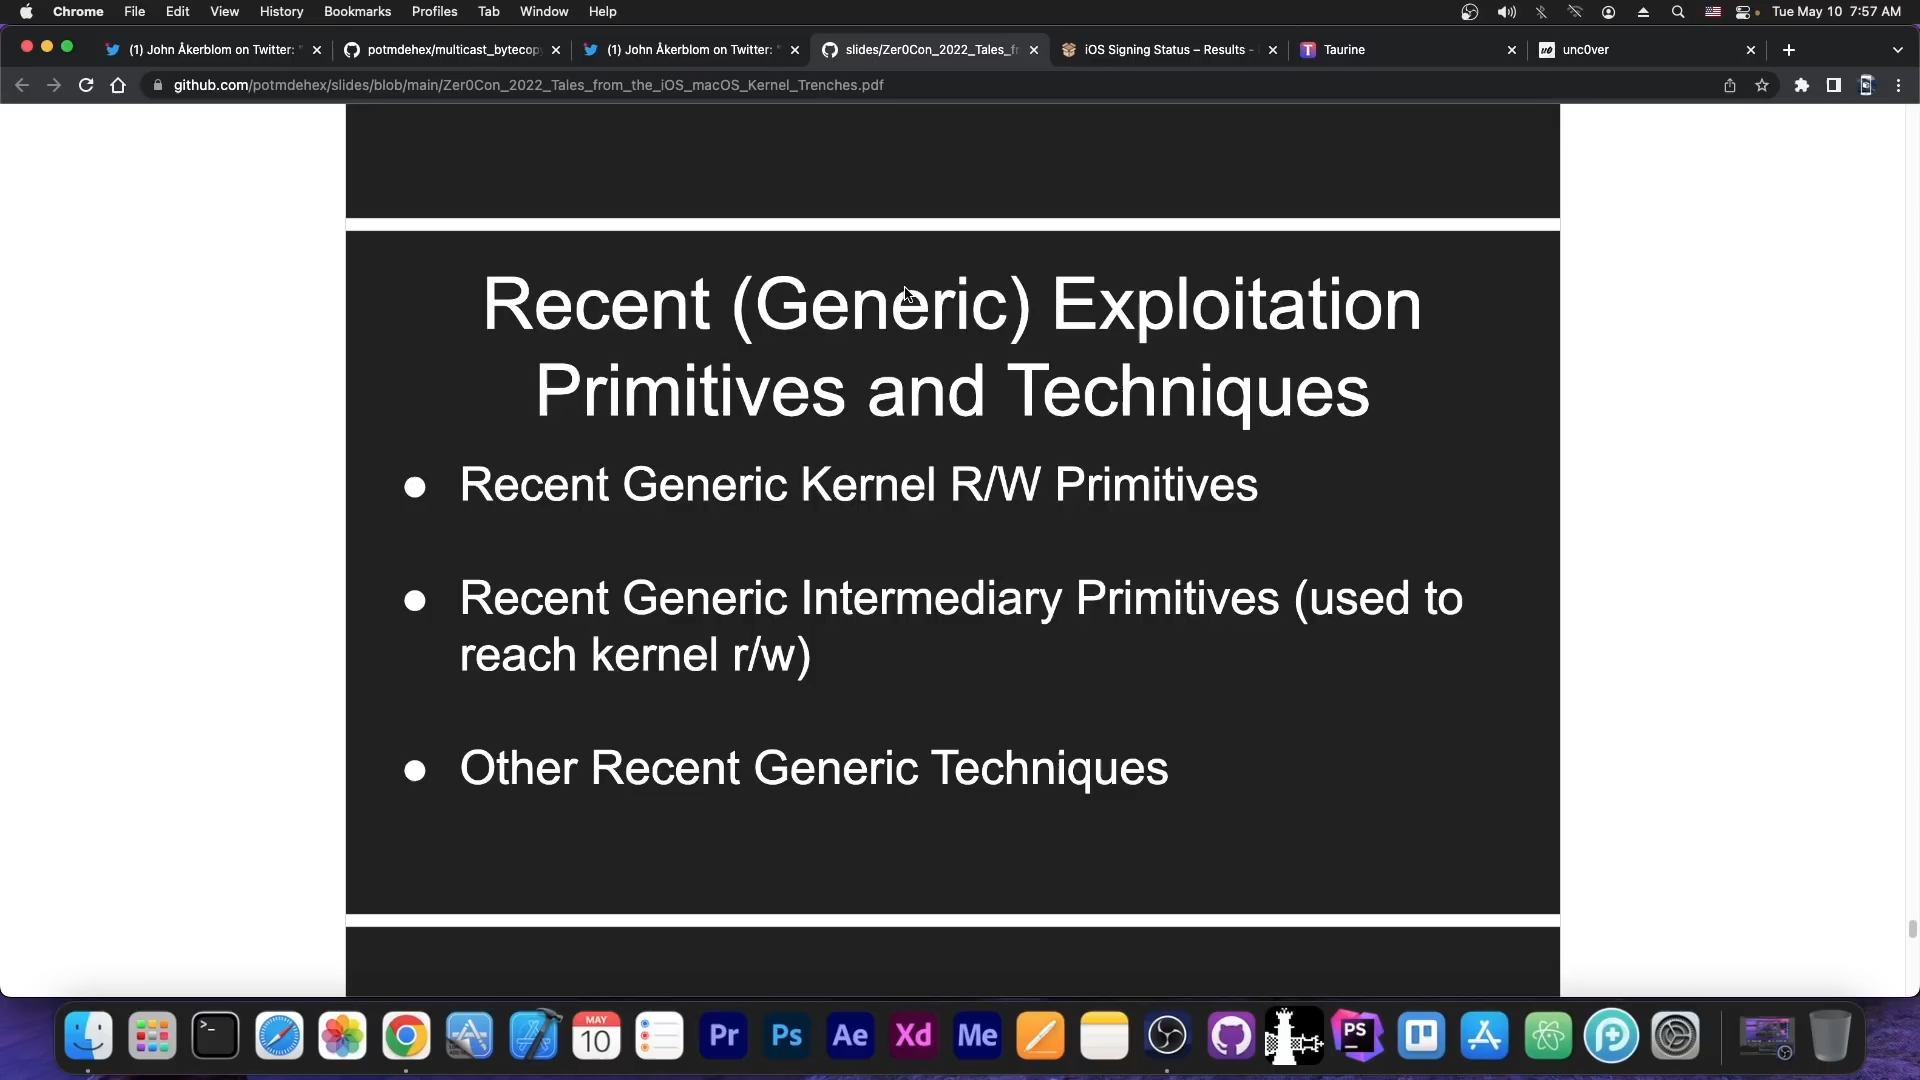 Chrome File Edit View History Bookmarks Profiles Tab Window Help Tue May 10 7:57 AM
(1) John Åkerblom on Twitter: " potmdehex/multicast_bytecop (1) John Åkerblom on Twitter: " slides/Zer0Con_2022_Tales_fr iOS Signing Status – Results - Taurine unc0ver
github.com/potmdehex/slides/blob/main/Zer0Con_2022_Tales_from_the_iOS_macOS_Kernel_Trenches.pdf
Recent (Generic) Exploitation
Primitives and Techniques
● Recent Generic Kernel R/W Primitives
● Recent Generic Intermediary Primitives (used to
reach kernel r/w)
● Other Recent Generic Techniques
MAY
10
Pr Ps Ae Xd Me PS